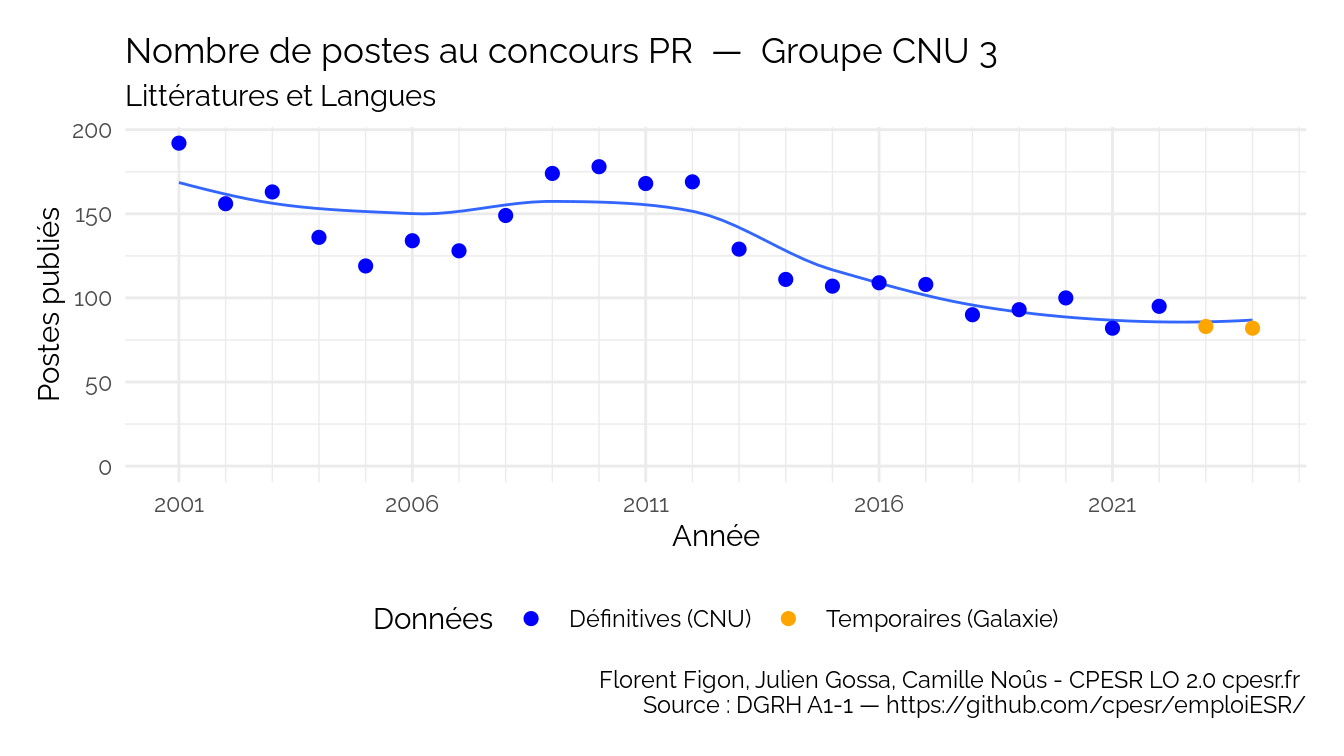 Nombre de postes au concours PR — Groupe CNU 3
Littératures et Langues
200
150
100
50
0
Postes publiés
2001 2006 2011 2016 2021
Année
Données Définitives (CNU) Temporaires (Galaxie)
Florent Figon, Julien Gossa, Camille Noûs - CPESR LO 2.0 cpesr.fr
Source : DGRH A1-1 — https://github.com/cpesr/emploiESR/